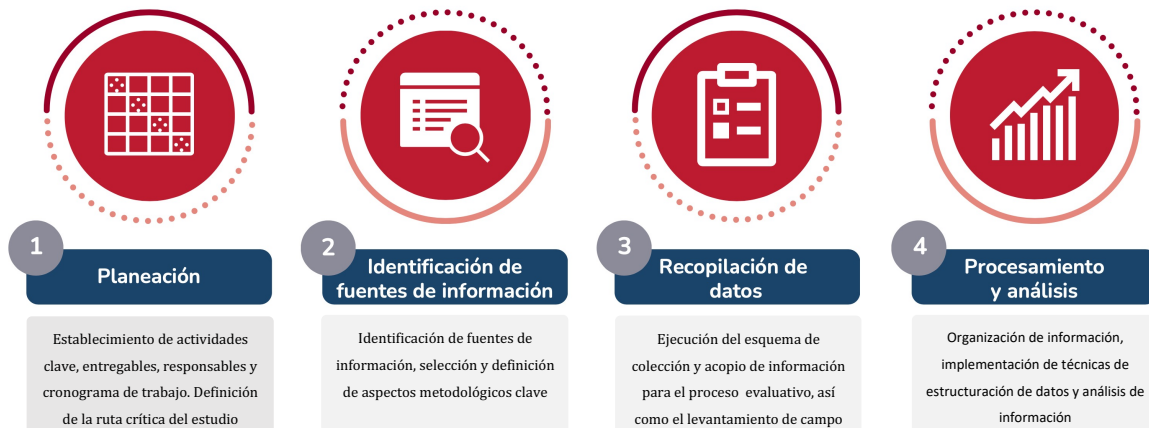 1
Planeación
Establecimiento de actividades
clave, entregables, responsables y
cronograma de trabajo. Definición
de la ruta crítica del estudio
2
Identificación de
fuentes de información
Identificación de fuentes de
información, selección y definición
de aspectos metodológicos clave
3
Recopilación de
datos
Ejecución del esquema de
colección y acopio de información
para el proceso evaluativo, así
como el levantamiento de campo
4
Procesamiento
y análisis
Organización de información,
implementación de técnicas de
estructuración de datos y análisis de
información